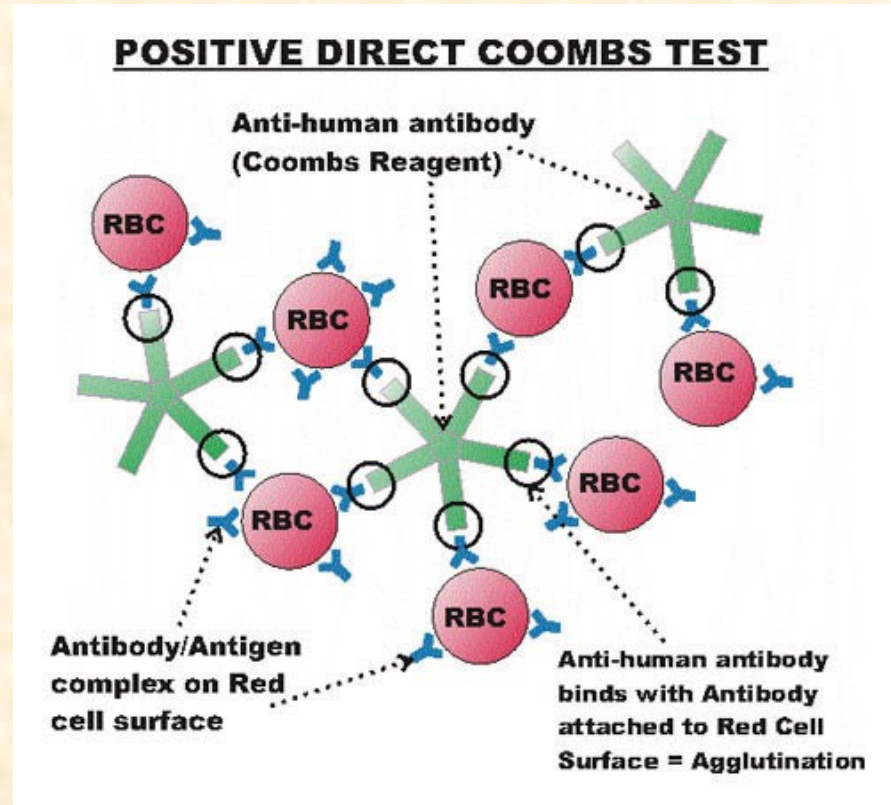 POSITIVE DIRECT COOMBS TEST
Anti-human antibody
(Coombs Reagent)
RBC
RBC
RBC
RBC
RBC
RBC
RBC
Antibody/Antigen
complex on Red
cell surface
Anti-human antibody
binds with Antibody
attached to Red Cell
Surface = Agglutination